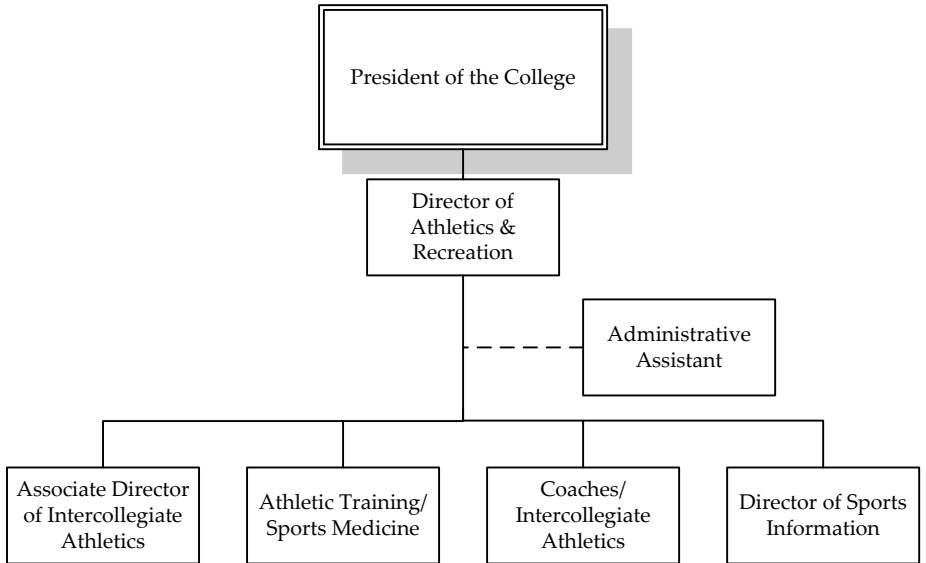 President of the College
Director of
Athletics &
Recreation
Administrative
Assistant
Associate Director
of Intercollegiate
Athletics
Athletic Training/
Sports Medicine
Coaches/
Intercollegiate
Athletics
Director of Sports
Information